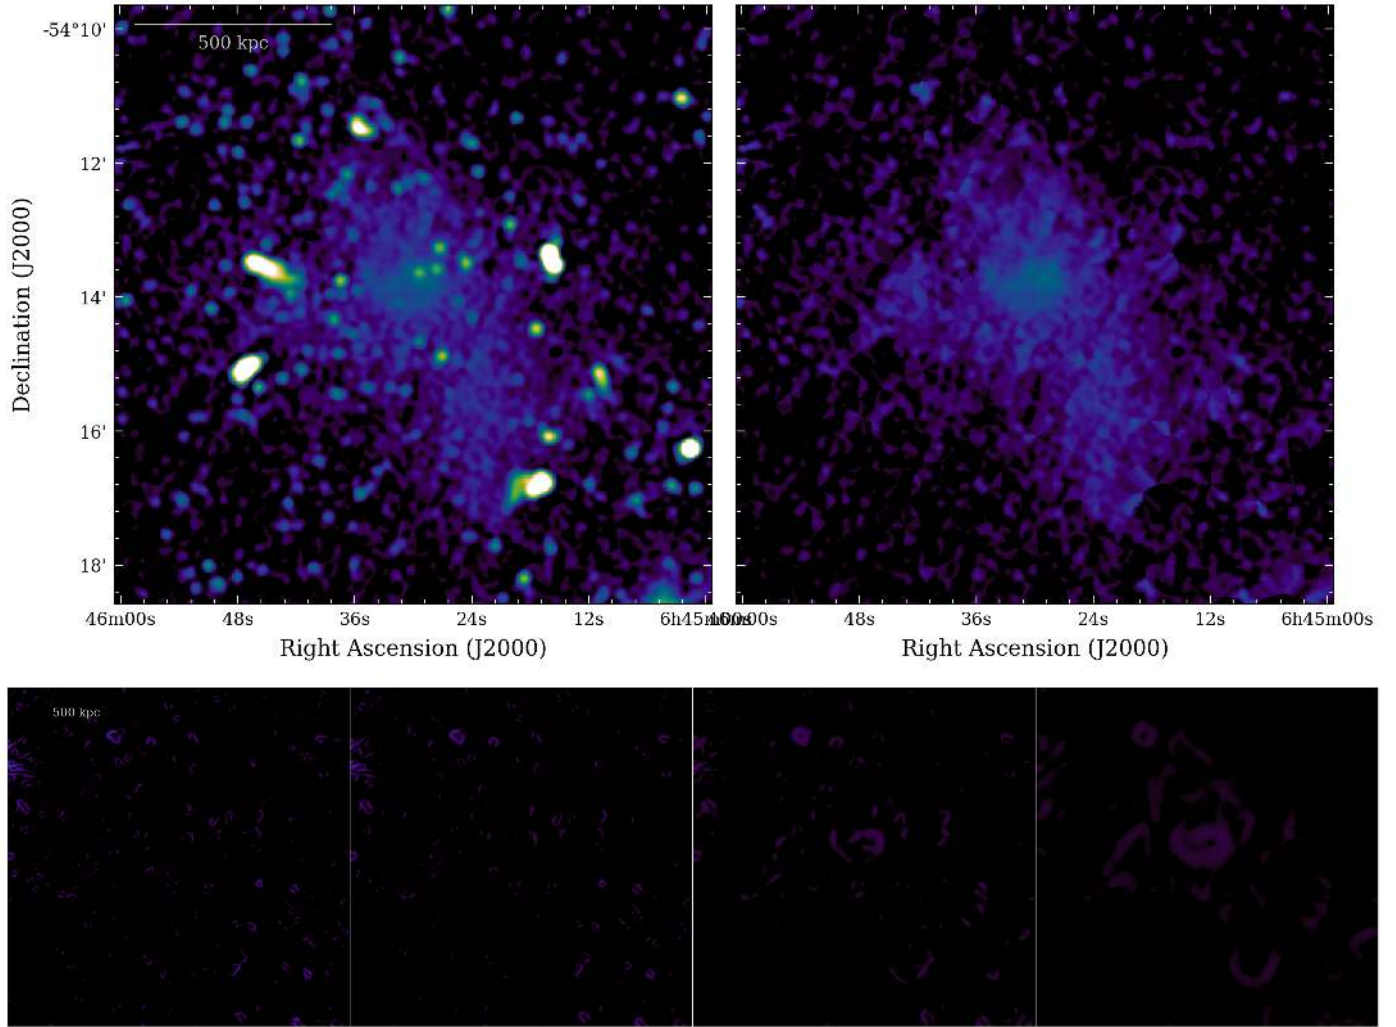 -54°10'
500 kpc
12'
14'
16'
18'
Declination (J2000)
46m00s 48s 36s 24s 12s 6h45m00s 48s 36s 24s 12s 6h45m00s
Right Ascension (J2000) Right Ascension (J2000)
500 kpc